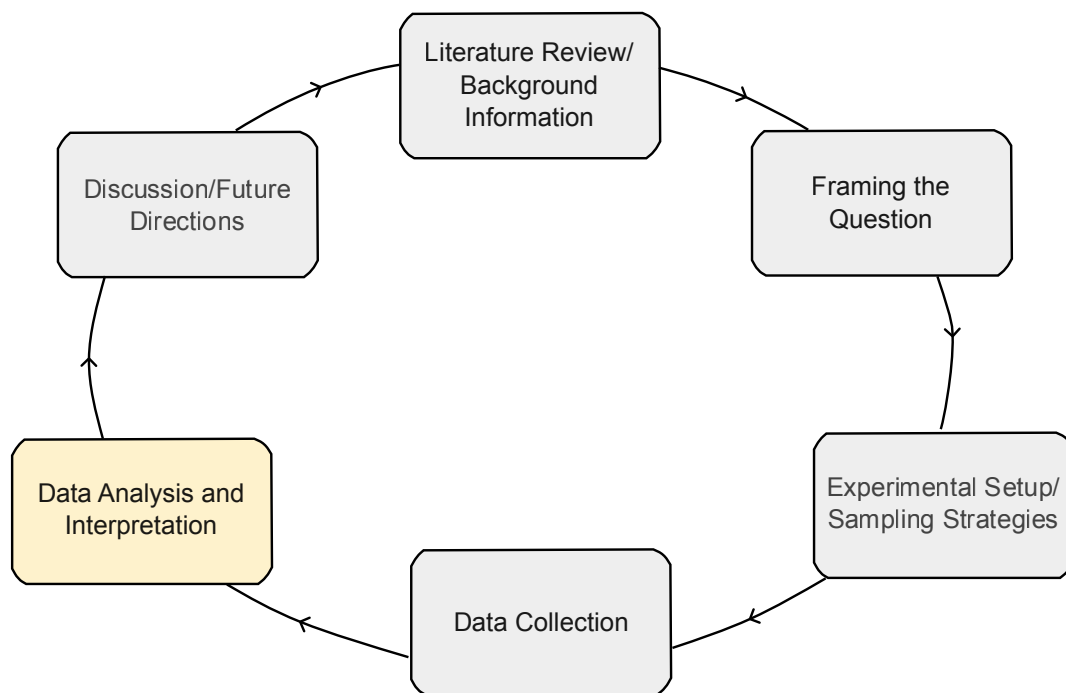 Literature Review/
Background
Information
Framing the
Question
Experimental Setup/
Sampling Strategies
Data Collection
Data Analysis and
Interpretation
Discussion/Future
Directions